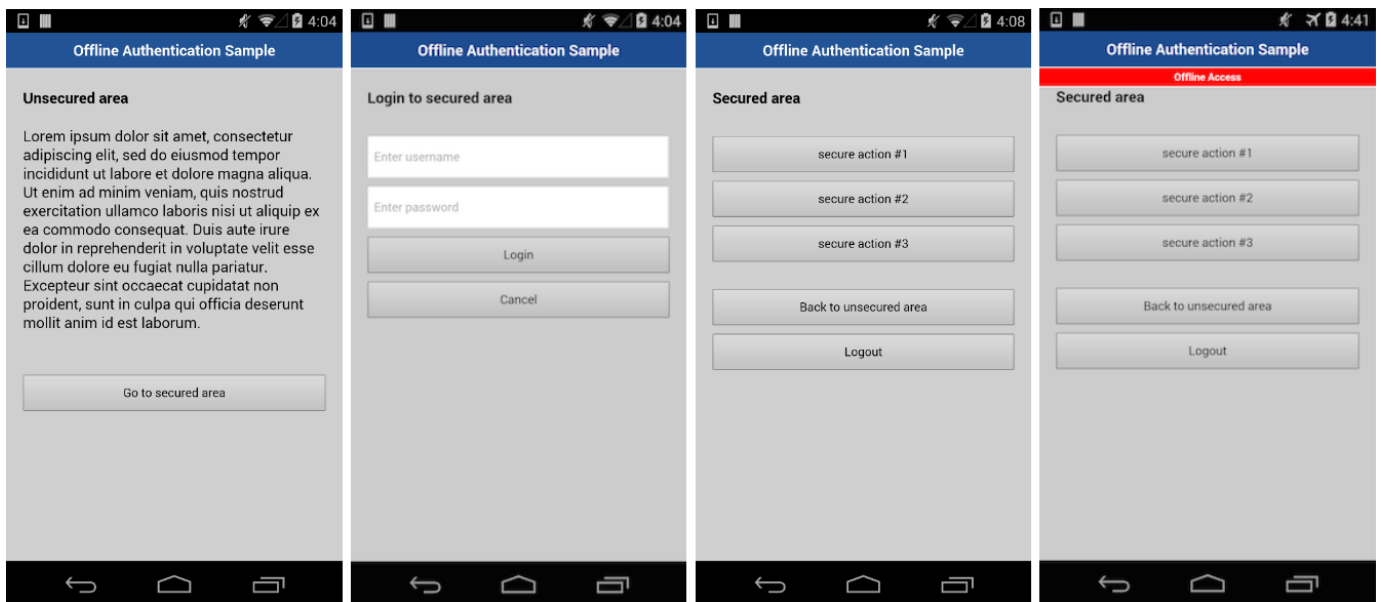 4:04
Offline Authentication Sample
Unsecured area
Lorem ipsum dolor sit amet, consectetur
adipiscing elit, sed do eiusmod tempor
incididunt ut labore et dolore magna aliqua.
Ut enim ad minim veniam, quis nostrud
exercitation ullamco laboris nisi ut aliquip ex
ea commodo consequat. Duis aute irure
dolor in reprehenderit in voluptate velit esse
cillum dolore eu fugiat nulla pariatur.
Excepteur sint occaecat cupidatat non
proident, sunt in culpa qui officia deserunt
mollit anim id est laborum.
Go to secured area
4:04
Offline Authentication Sample
Login to secured area
Enter username
Enter password
Login
Cancel
4:08
Offline Authentication Sample
Secured area
secure action #1
secure action #2
secure action #3
Back to unsecured area
Logout
4:41
Offline Authentication Sample
Offline Access
Secured area
secure action #1
secure action #2
secure action #3
Back to unsecured area
Logout